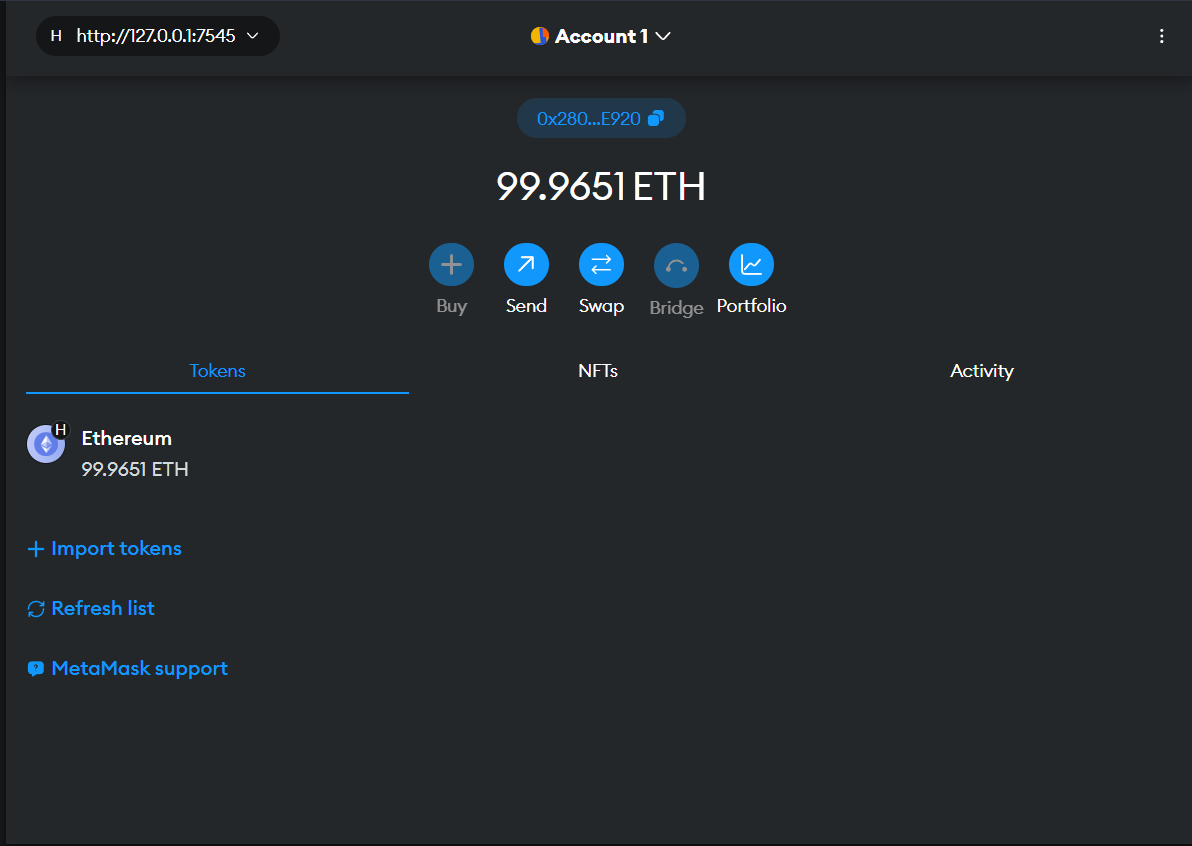 H http://127.0.0.1:7545
Account 1
0x280...E920
99.9651 ETH
Buy Send Swap Bridge Portfolio
Tokens NFTs Activity
H
Ethereum
99.9651 ETH
+ Import tokens
Refresh list
MetaMask support